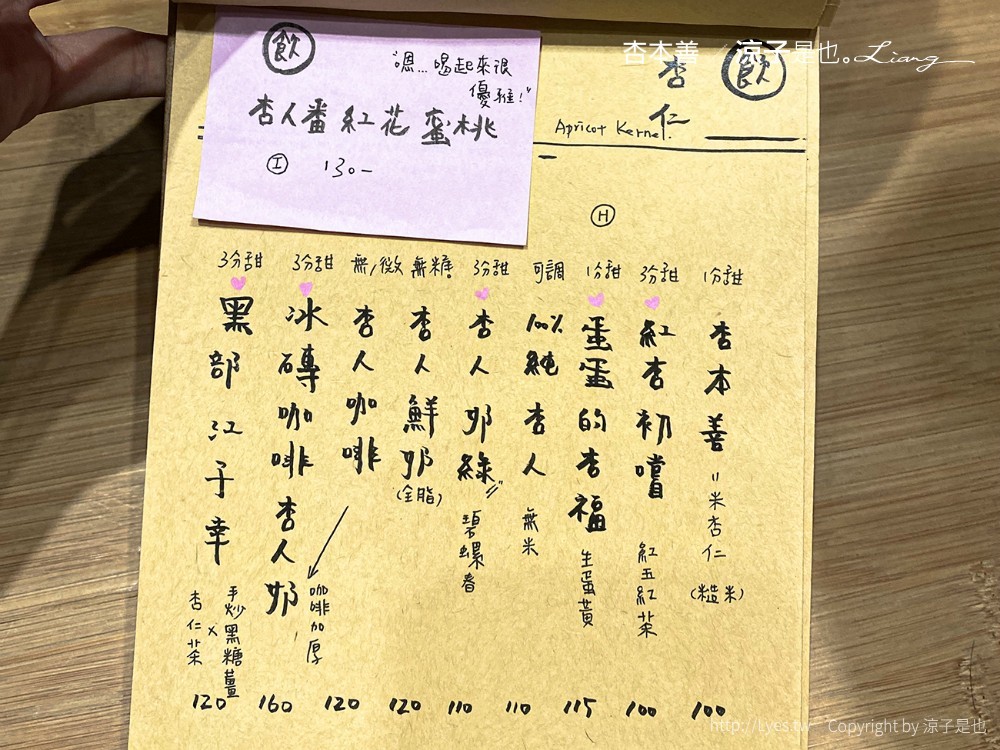 杏本善 涼子是也。Liang
飲
"嗯...喝起來很
優雅!"
杏人番紅花蜜桃
I 130-
飲
杏仁
Apricot Kernel.
H
1分甜
杏本善=米杏仁
(糙米)
100
3分甜
紅杏初嚐
紅玉紅茶
100
1分甜
蛋蛋的杏福
生蛋黃
115
可調
100%純杏人
無米
110
3分甜
杏人奶綠"
碧螺春
110
無糖
杏人鮮奶
(全脂)
120
無/微
杏人咖啡
120
3分甜
冰磚咖啡杏人奶
咖啡加厚
160
3分甜
黑部江子幸
手炒黑糖薑
x
杏仁茶
120
http://Lyes.tw Copyright by 涼子是也